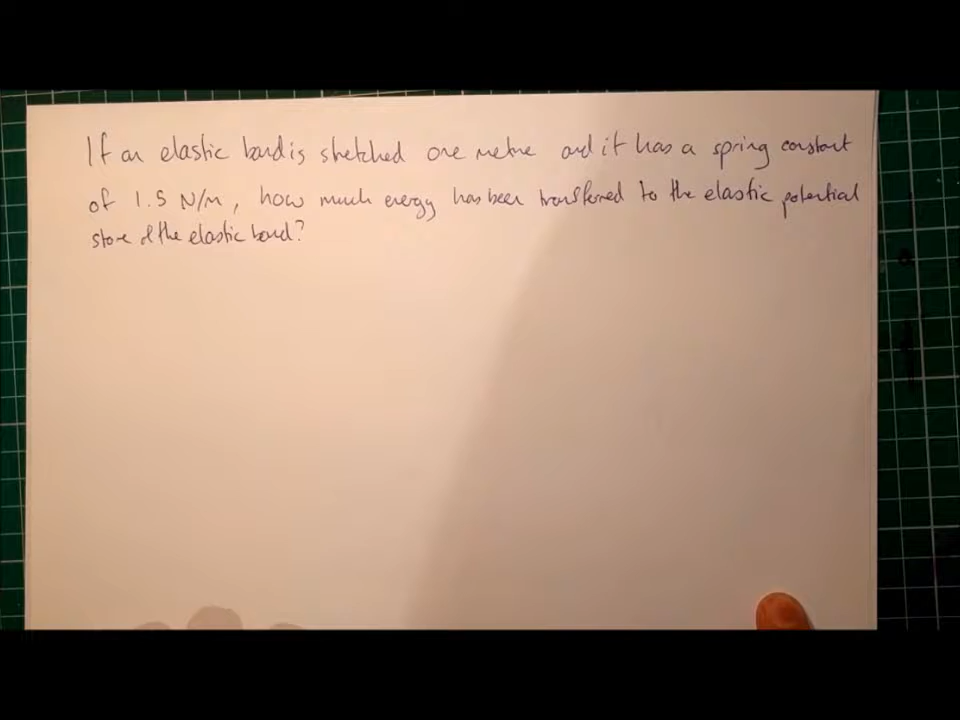 If an elastic band is stretched one metre and it has a spring constant
of 1.5 N/m, how much energy has been transferred to the elastic potential
store of the elastic band?